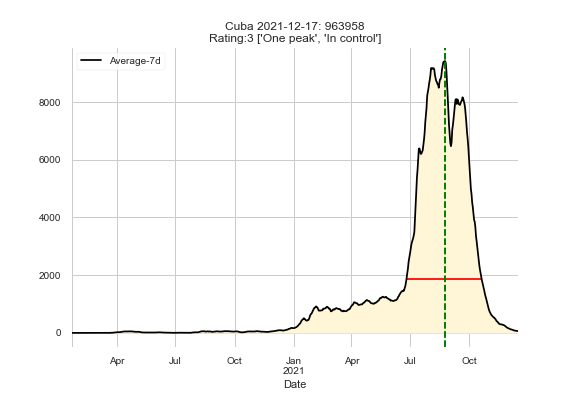 Cuba 2021-12-17: 963958
Rating:3 ['One peak', 'In control']
Average-7d
8000
6000
4000
2000
0
Apr Jul Oct Jan Apr Jul Oct
2021
Date